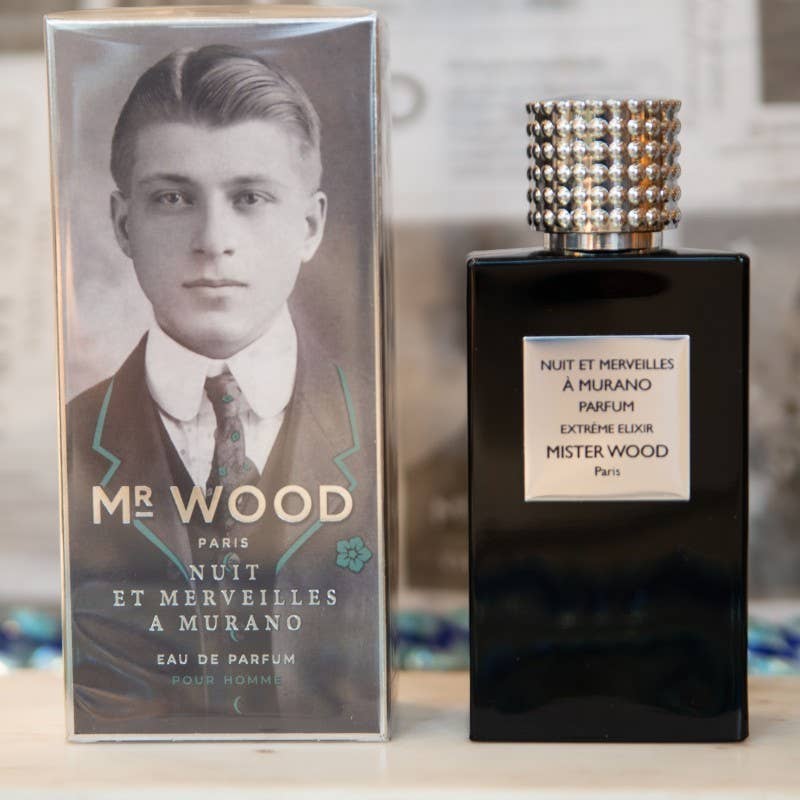 MR WOOD
PARIS
NUIT
ET MERVEILLES
A MURANO
EAU DE PARFUM
POUR HOMME
NUIT ET MERVEILLES
À MURANO
PARFUM
EXTRÊME ELIXIR
MISTER WOOD
Paris